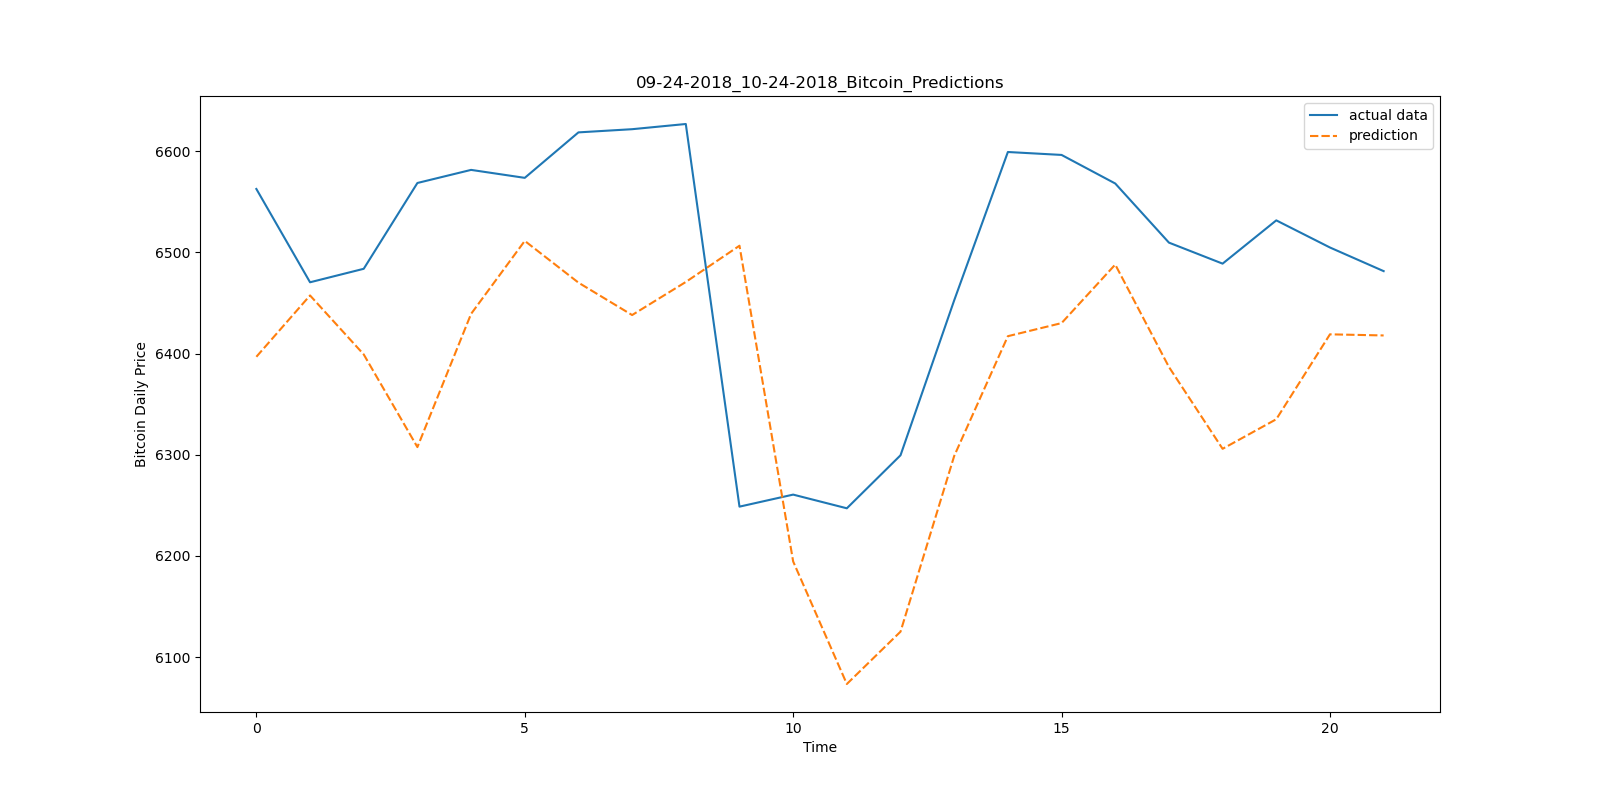 09-24-2018_10-24-2018_Bitcoin_Predictions
actual data
prediction
Bitcoin Daily Price
6600
6500
6400
6300
6200
6100
0 5 10 15 20
Time